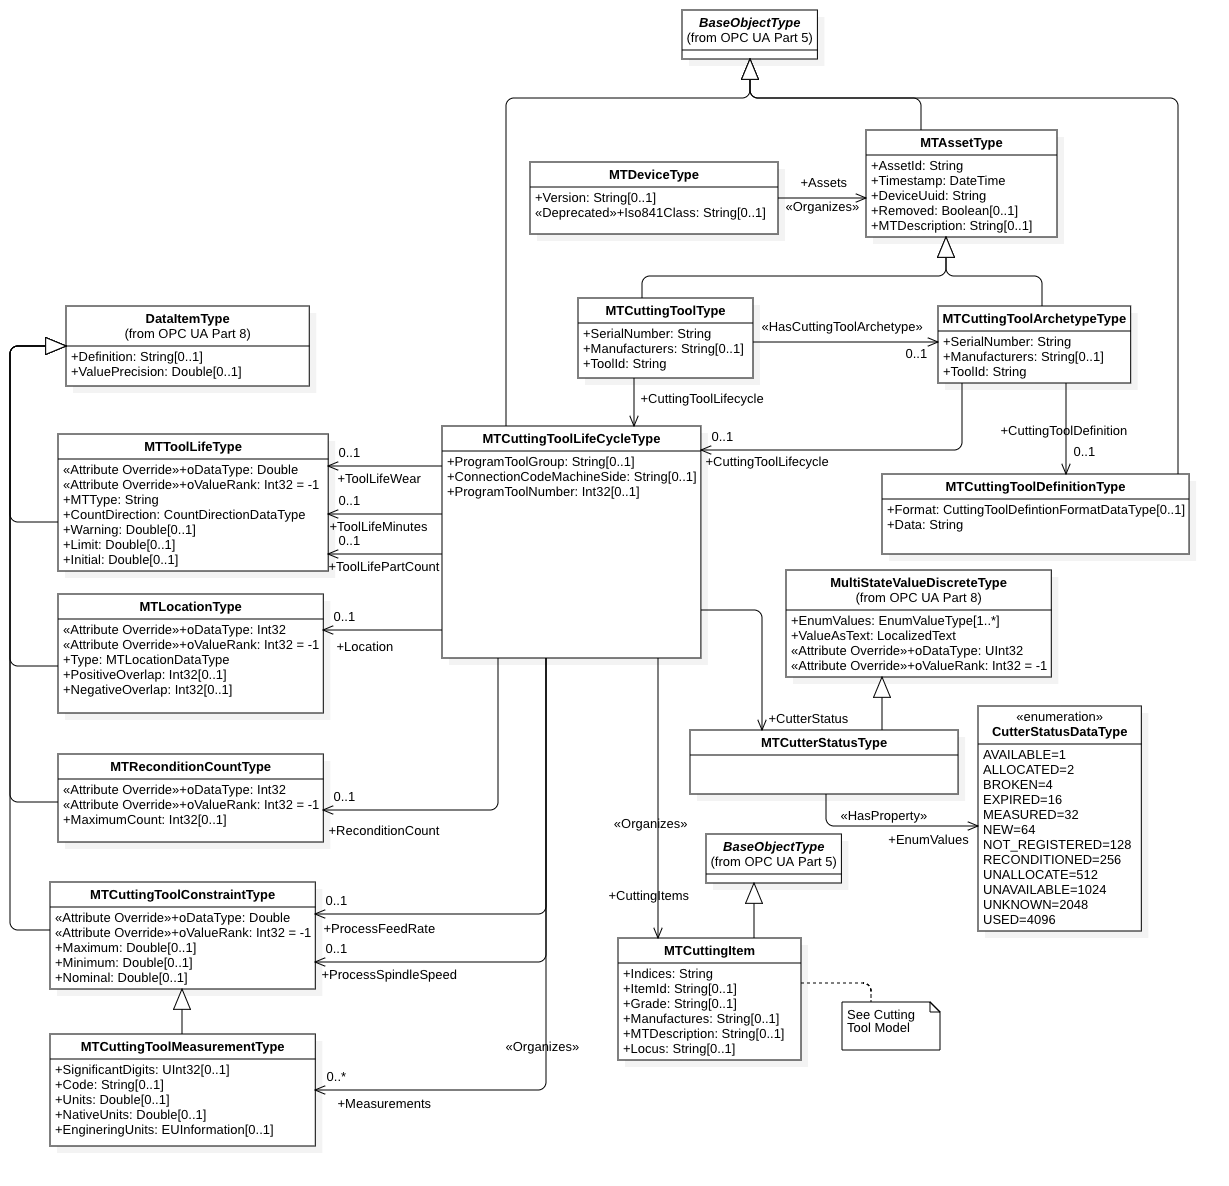 BaseObjectType
(from OPC UA Part 5)
MTAssetType
+AssetId: String
+Timestamp: DateTime
+DeviceUuid: String
+Removed: Boolean[0..1]
+MTDescription: String[0..1]
MTDeviceType
+Version: String[0..1]
«Deprecated»+Iso841Class: String[0..1]
+Assets
«Organizes»
MTCuttingToolType
+SerialNumber: String
+Manufacturers: String[0..1]
+ToolId: String
«HasCuttingToolArchetype»
0..1
MTCuttingToolArchetypeType
+SerialNumber: String
+Manufacturers: String[0..1]
+ToolId: String
DataItemType
(from OPC UA Part 8)
+Definition: String[0..1]
+ValuePrecision: Double[0..1]
+CuttingToolLifecycle
0..1
+CuttingToolLifecycle
+CuttingToolDefinition
0..1
MTToolLifeType
«Attribute Override»+oDataType: Double
«Attribute Override»+oValueRank: Int32 = -1
+MTType: String
+CountDirection: CountDirectionDataType
+Warning: Double[0..1]
+Limit: Double[0..1]
+Initial: Double[0..1]
0..1
+ToolLifeWear
0..1
+ToolLifeMinutes
0..1
+ToolLifePartCount
MTCuttingToolLifeCycleType
+ProgramToolGroup: String[0..1]
+ConnectionCodeMachineSide: String[0..1]
+ProgramToolNumber: Int32[0..1]
MTCuttingToolDefinitionType
+Format: CuttingToolDefintionFormatDataType[0..1]
+Data: String
MTLocationType
«Attribute Override»+oDataType: Int32
«Attribute Override»+oValueRank: Int32 = -1
+Type: MTLocationDataType
+PositiveOverlap: Int32[0..1]
+NegativeOverlap: Int32[0..1]
0..1
+Location
MultiStateValueDiscreteType
(from OPC UA Part 8)
+EnumValues: EnumValueType[1..*]
+ValueAsText: LocalizedText
«Attribute Override»+oDataType: UInt32
«Attribute Override»+oValueRank: Int32 = -1
+CutterStatus
MTCutterStatusType
«enumeration»
CutterStatusDataType
AVAILABLE=1
ALLOCATED=2
BROKEN=4
EXPIRED=16
MEASURED=32
NEW=64
NOT_REGISTERED=128
RECONDITIONED=256
UNALLOCATE=512
UNAVAILABLE=1024
UNKNOWN=2048
USED=4096
«HasProperty»
+EnumValues
MTReconditionCountType
«Attribute Override»+oDataType: Int32
«Attribute Override»+oValueRank: Int32 = -1
+MaximumCount: Int32[0..1]
0..1
+ReconditionCount
«Organizes»
+CuttingItems
BaseObjectType
(from OPC UA Part 5)
MTCuttingToolConstraintType
«Attribute Override»+oDataType: Double
«Attribute Override»+oValueRank: Int32 = -1
+Maximum: Double[0..1]
+Minimum: Double[0..1]
+Nominal: Double[0..1]
0..1
+ProcessFeedRate
0..1
+ProcessSpindleSpeed
MTCuttingItem
+Indices: String
+ItemId: String[0..1]
+Grade: String[0..1]
+Manufactures: String[0..1]
+MTDescription: String[0..1]
+Locus: String[0..1]
See Cutting
Tool Model
MTCuttingToolMeasurementType
+SignificantDigits: UInt32[0..1]
+Code: String[0..1]
+Units: Double[0..1]
+NativeUnits: Double[0..1]
+EngineringUnits: EUInformation[0..1]
«Organizes»
0..*
+Measurements